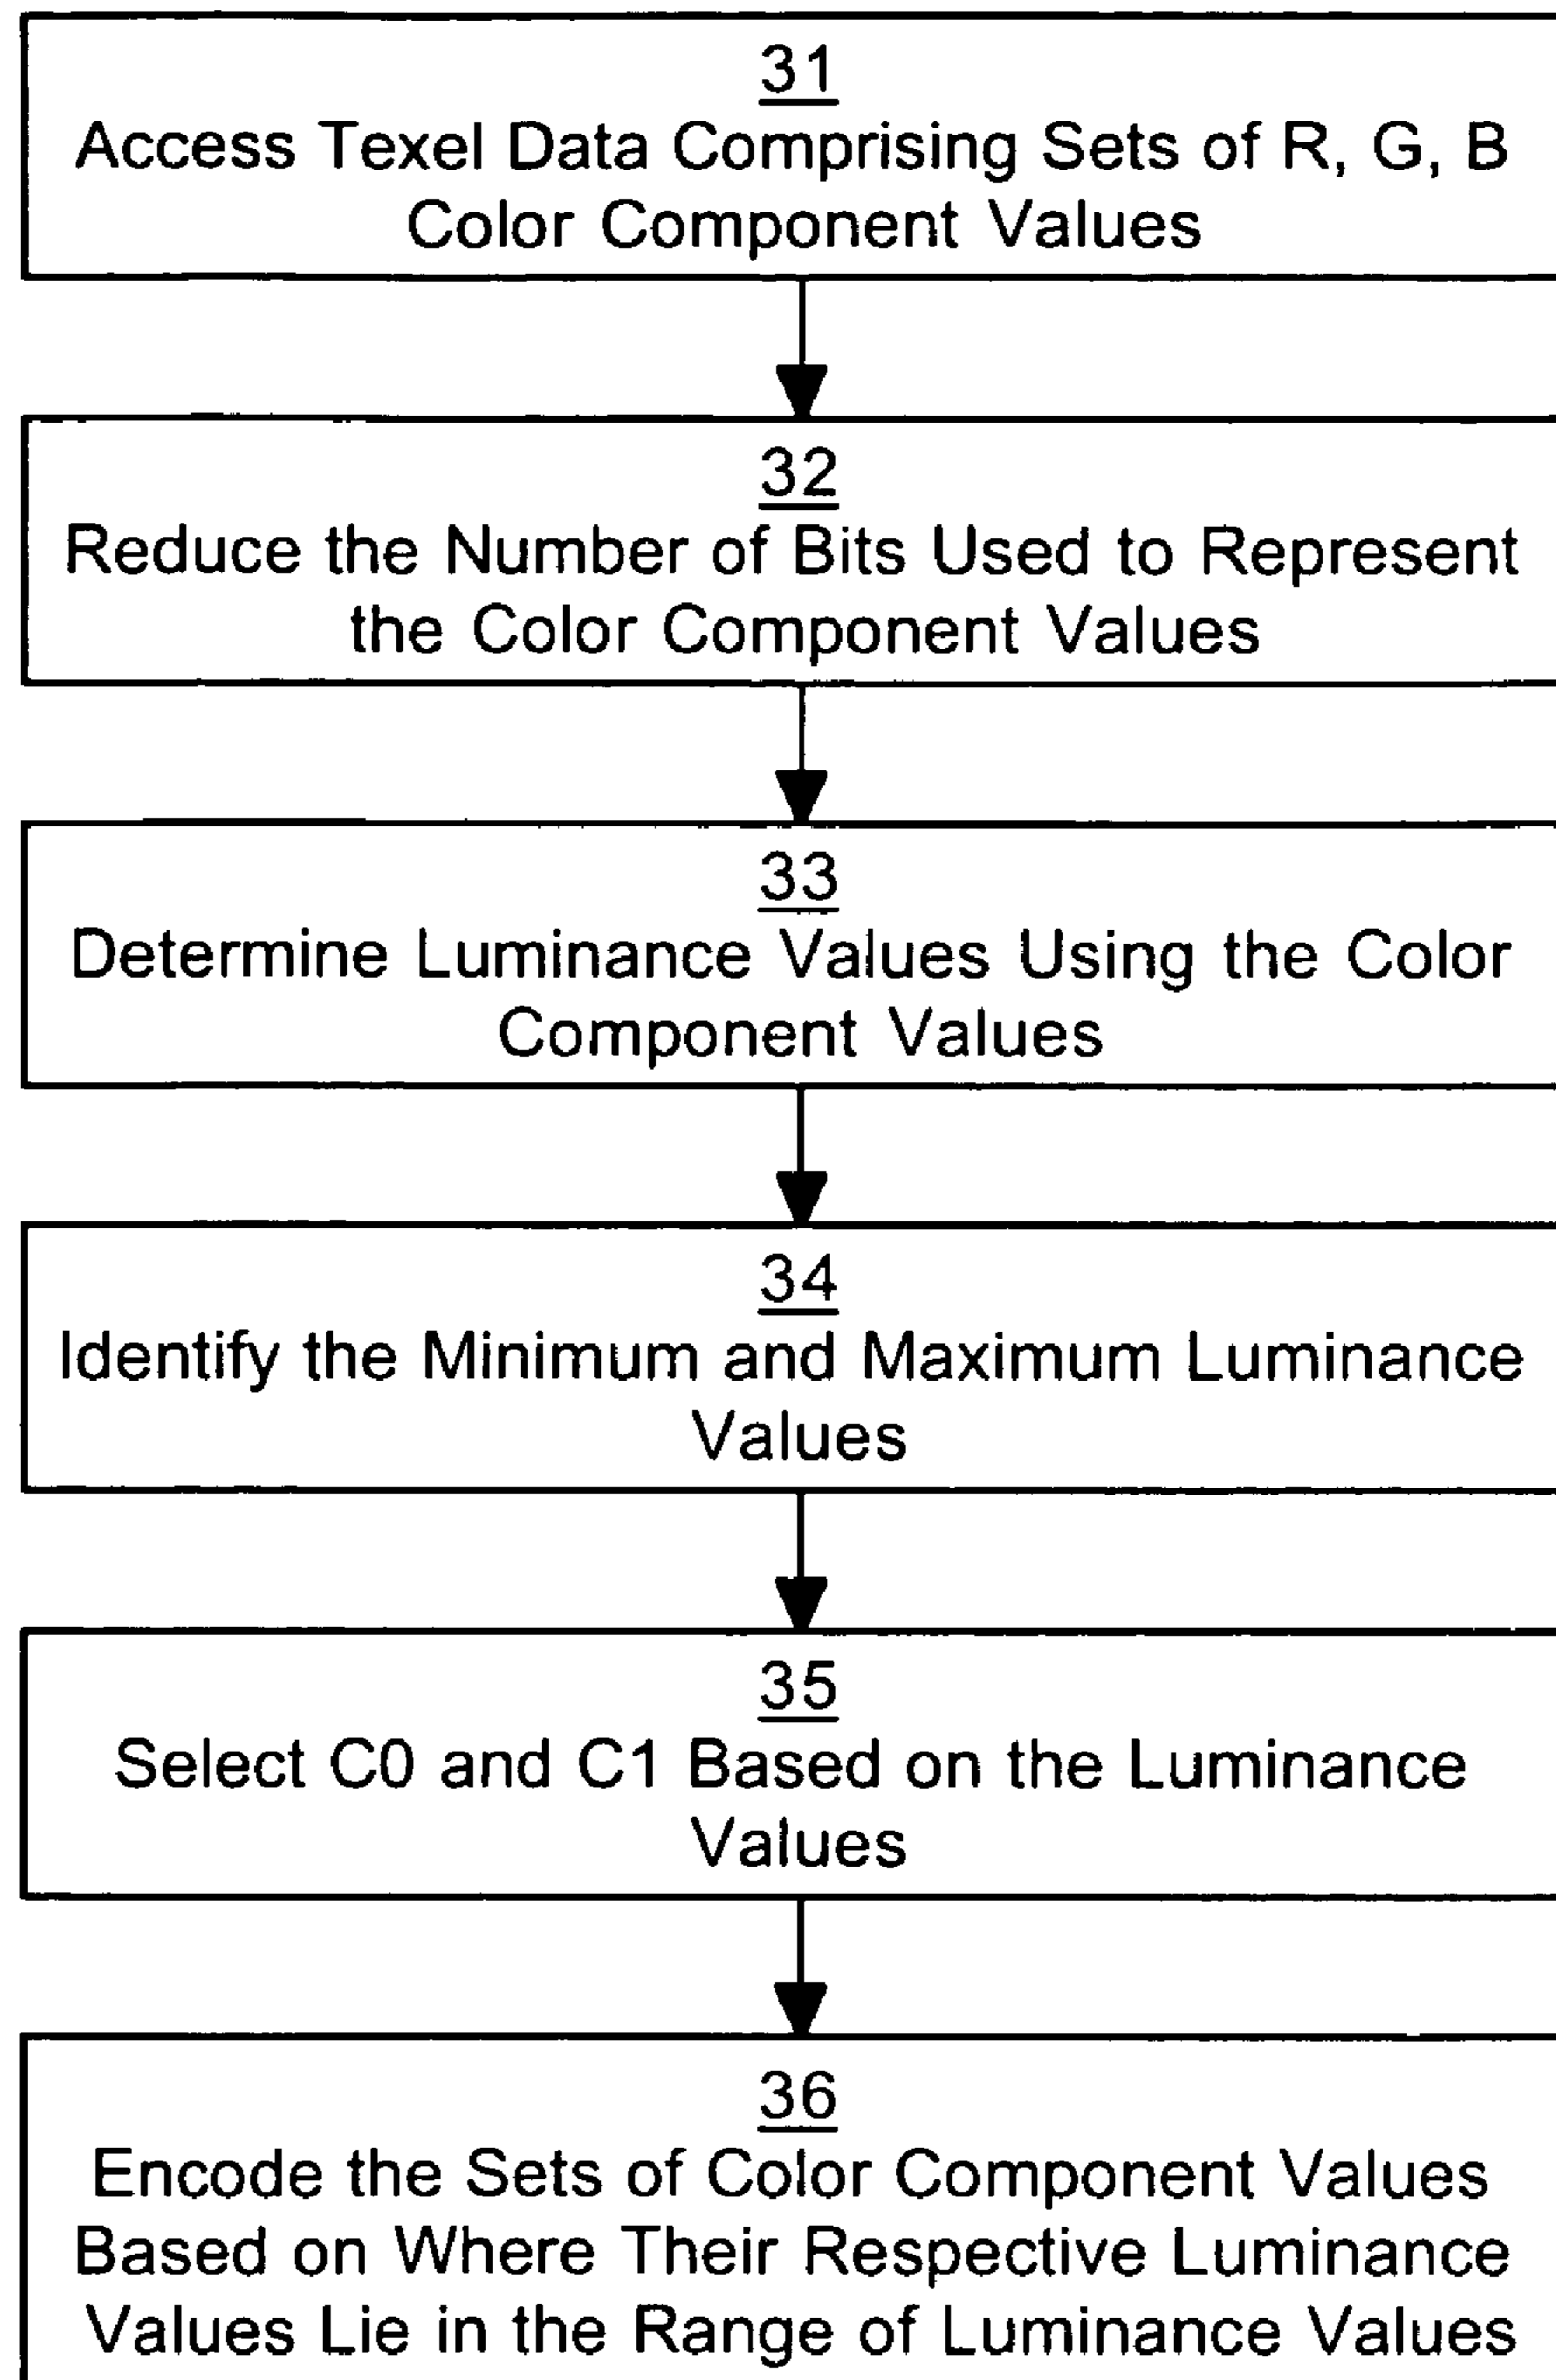 31
Access Texel Data Comprising Sets of R, G, B
Color Component Values
32
Reduce the Number of Bits Used to Represent
the Color Component Values
33
Determine Luminance Values Using the Color
Component Values
34
Identify the Minimum and Maximum Luminance
Values
35
Select C0 and C1 Based on the Luminance
Values
36
Encode the Sets of Color Component Values
Based on Where Their Respective Luminance
Values Lie in the Range of Luminance Values